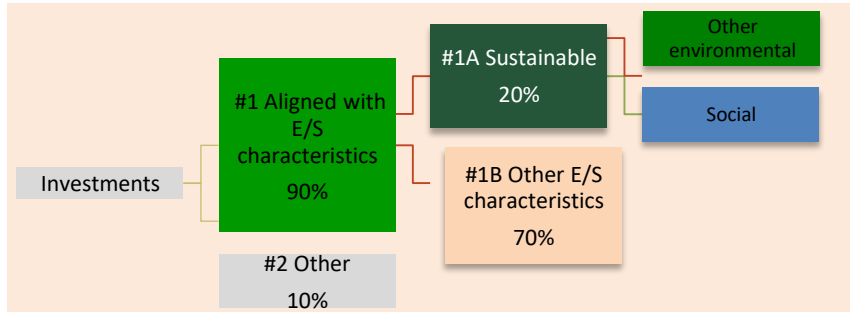 Investments
#1 Aligned with
E/S
characteristics
90%
#2 Other
10%
#1A Sustainable
20%
#1B Other E/S
characteristics
70%
Other
environmental
Social